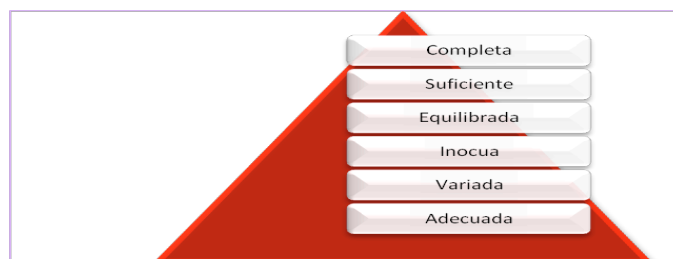 Completa
Suficiente
Equilibrada
Inocua
Variada
Adecuada